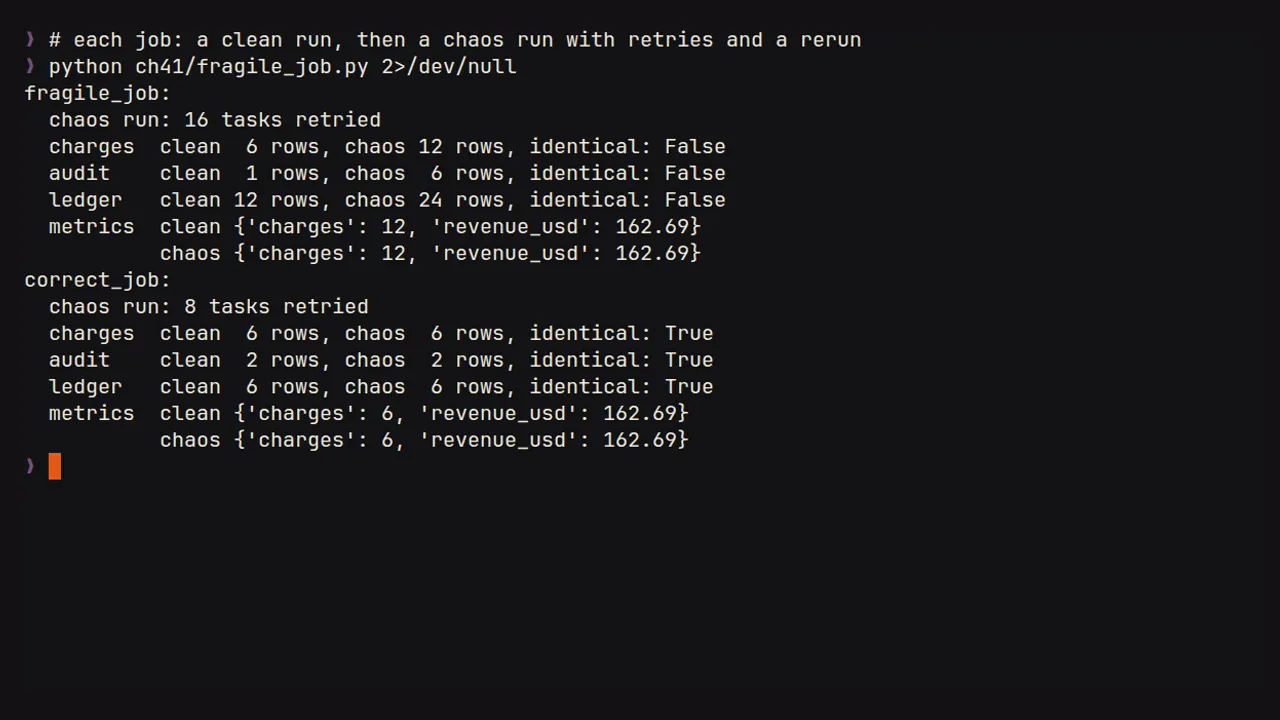 ❯ # each job: a clean run, then a chaos run with retries and a rerun
❯ python ch41/fragile_job.py 2>/dev/null
fragile_job:
  chaos run: 16 tasks retried
  charges  clean  6 rows, chaos 12 rows, identical: False
  audit    clean  1 rows, chaos  6 rows, identical: False
  ledger   clean 12 rows, chaos 24 rows, identical: False
  metrics  clean {'charges': 12, 'revenue_usd': 162.69}
           chaos {'charges': 12, 'revenue_usd': 162.69}
correct_job:
  chaos run: 8 tasks retried
  charges  clean  6 rows, chaos  6 rows, identical: True
  audit    clean  2 rows, chaos  2 rows, identical: True
  ledger   clean  6 rows, chaos  6 rows, identical: True
  metrics  clean {'charges': 6, 'revenue_usd': 162.69}
           chaos {'charges': 6, 'revenue_usd': 162.69}
❯